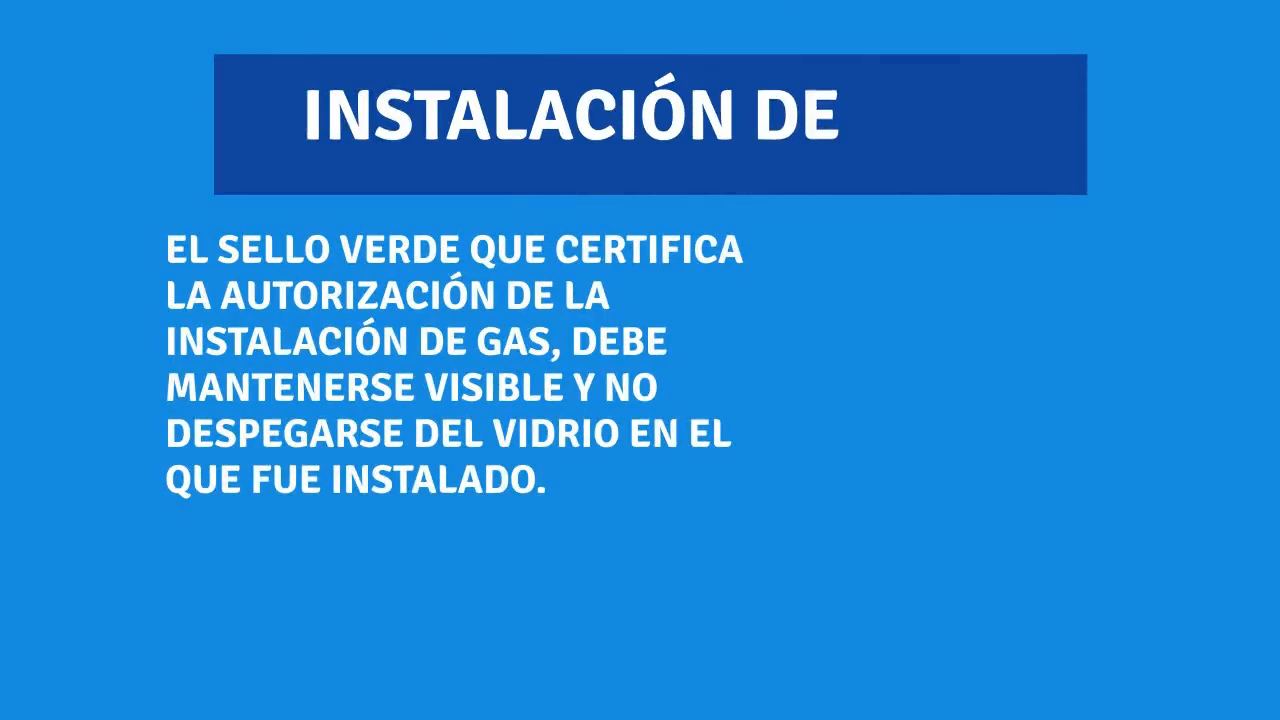 INSTALACIÓN DE
EL SELLO VERDE QUE CERTIFICA
LA AUTORIZACIÓN DE LA
INSTALACIÓN DE GAS, DEBE
MANTENERSE VISIBLE Y NO
DESPEGARSE DEL VIDRIO EN EL
QUE FUE INSTALADO.